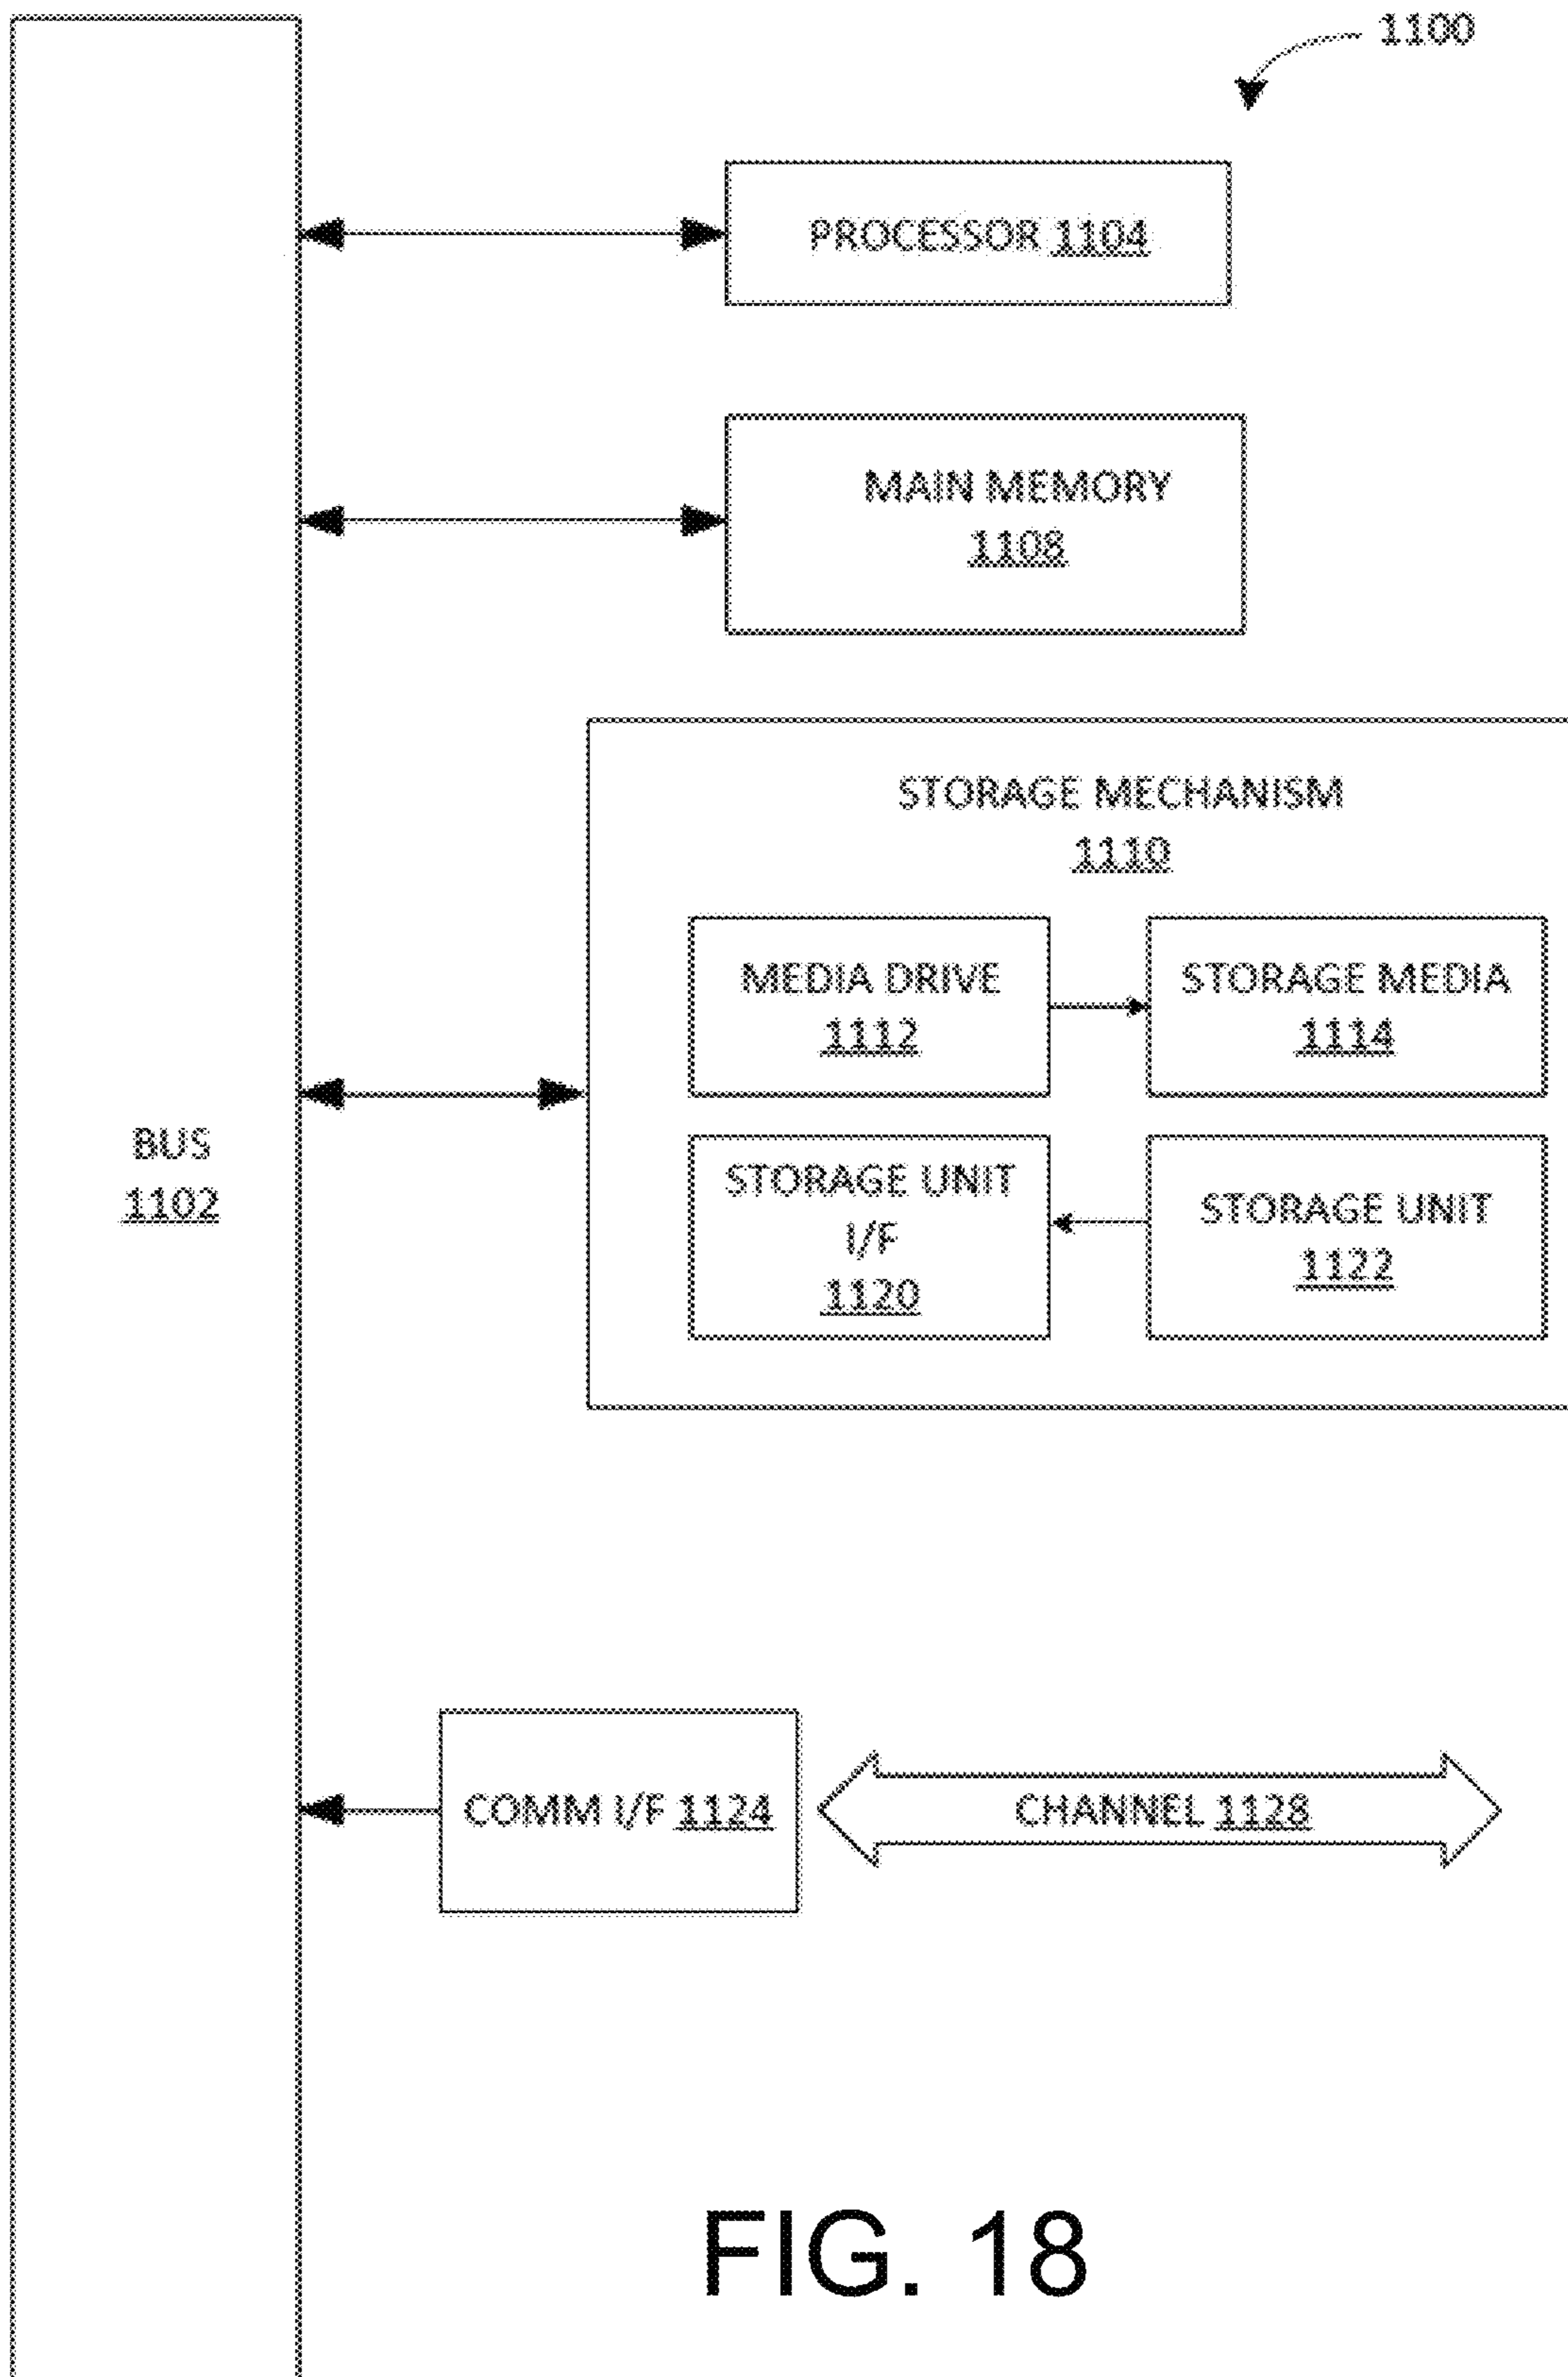 1100
PROCESSOR 1104
MAIN MEMORY
1108
STORAGE MECHANISM
1110
MEDIA DRIVE
1112
STORAGE MEDIA
1114
BUS
1102
STORAGE UNIT
I/F
1120
STORAGE UNIT
1122
COMM I/F 1124
CHANNEL 1128
FIG. 18